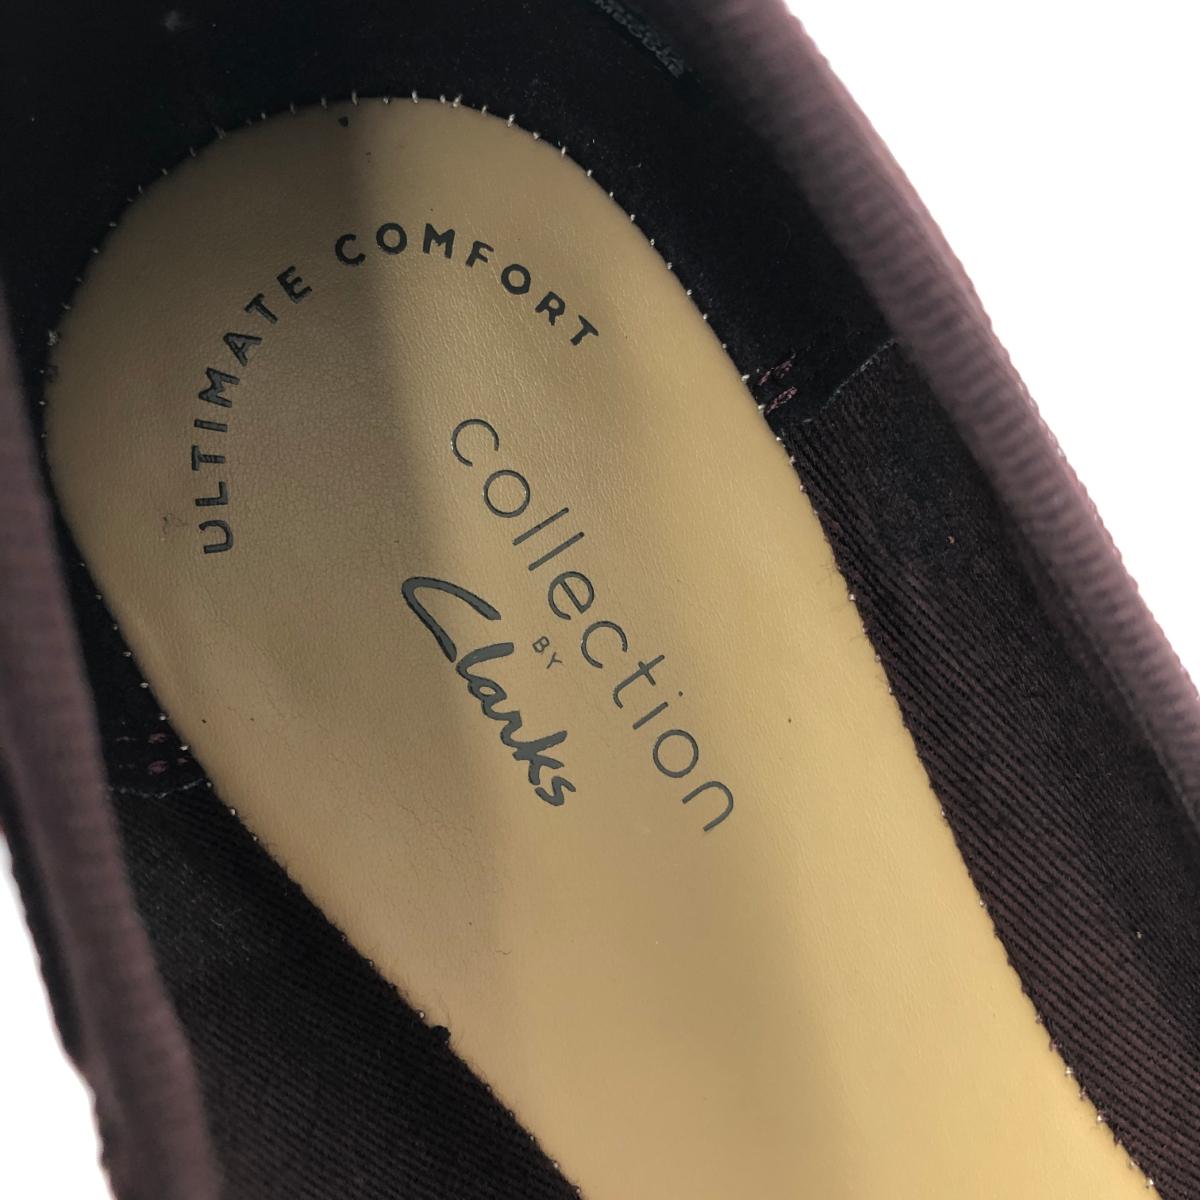 ULTIMATE COMFORT
collection
BY
Clarks